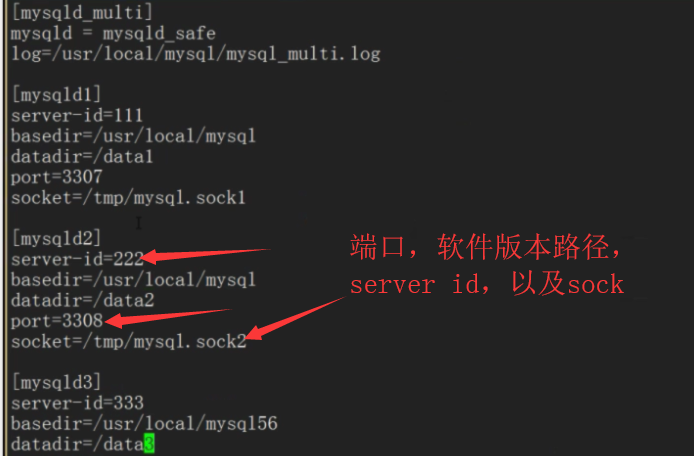 [mysqld_multi]
mysqld = mysqld_safe
log=/usr/local/mysql/mysql_multi.log
[mysqld1]
server-id=111
basedir=/usr/local/mysql
datadir=/data1
port=3307
socket=/tmp/mysql.sock1
[mysqld2]
server-id=222
basedir=/usr/local/mysql
datadir=/data2
port=3308
socket=/tmp/mysql.sock2
端口，软件版本路径，
server id，以及sock
[mysqld3]
server-id=333
basedir=/usr/local/mysql56
datadir=/data3